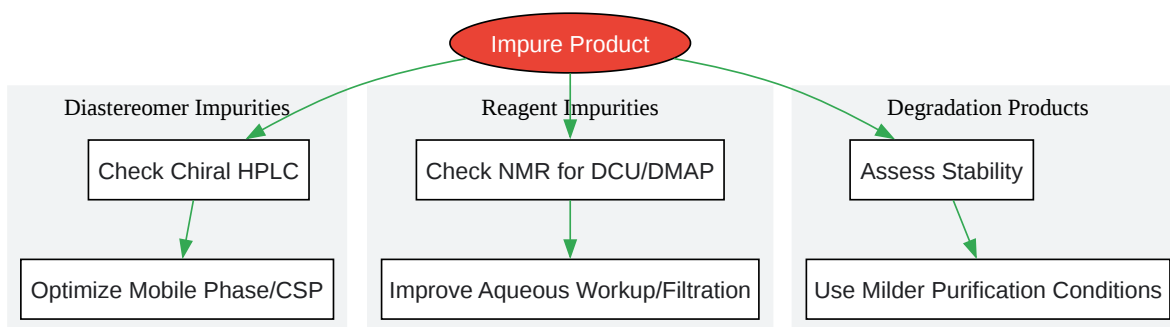 Impure Product
Diastereomer Impurities
Reagent Impurities
Degradation Products
Check Chiral HPLC
Check NMR for DCU/DMAP
Assess Stability
Optimize Mobile Phase/CSP
Improve Aqueous Workup/Filtration
Use Milder Purification Conditions